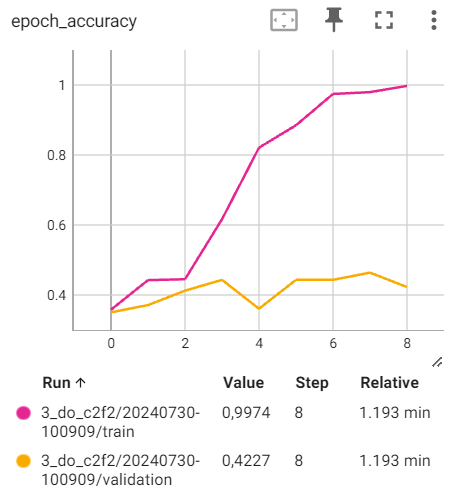 epoch_accuracy
1
0.8
0.6
0.4
0 2 4 6 8
Run ↑ Value Step Relative
3_do_c2f2/20240730-
100909/train 0,9974 8 1.193 min
3_do_c2f2/20240730-
100909/validation 0,4227 8 1.193 min